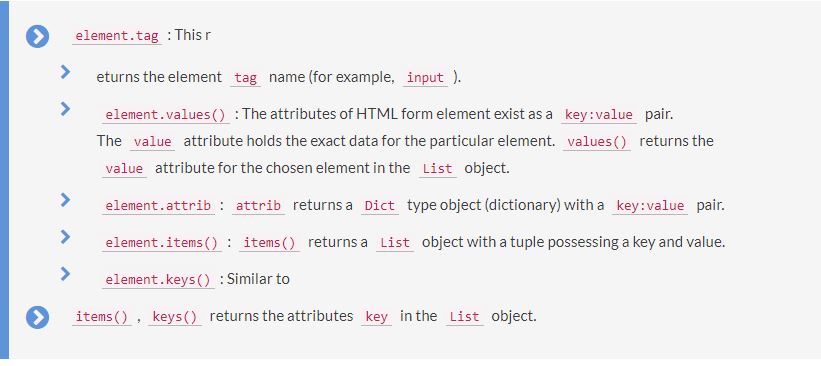 element.tag : This r
eturns the element tag name (for example, input ).
element.values() : The attributes of HTML form element exist as a key:value pair.
The value attribute holds the exact data for the particular element. values() returns the
value attribute for the chosen element in the List object.
element.attrib : attrib returns a Dict type object (dictionary) with a key:value pair.
element.items() : items() returns a List object with a tuple possessing a key and value.
element.keys() : Similar to
items() , keys() returns the attributes key in the List object.